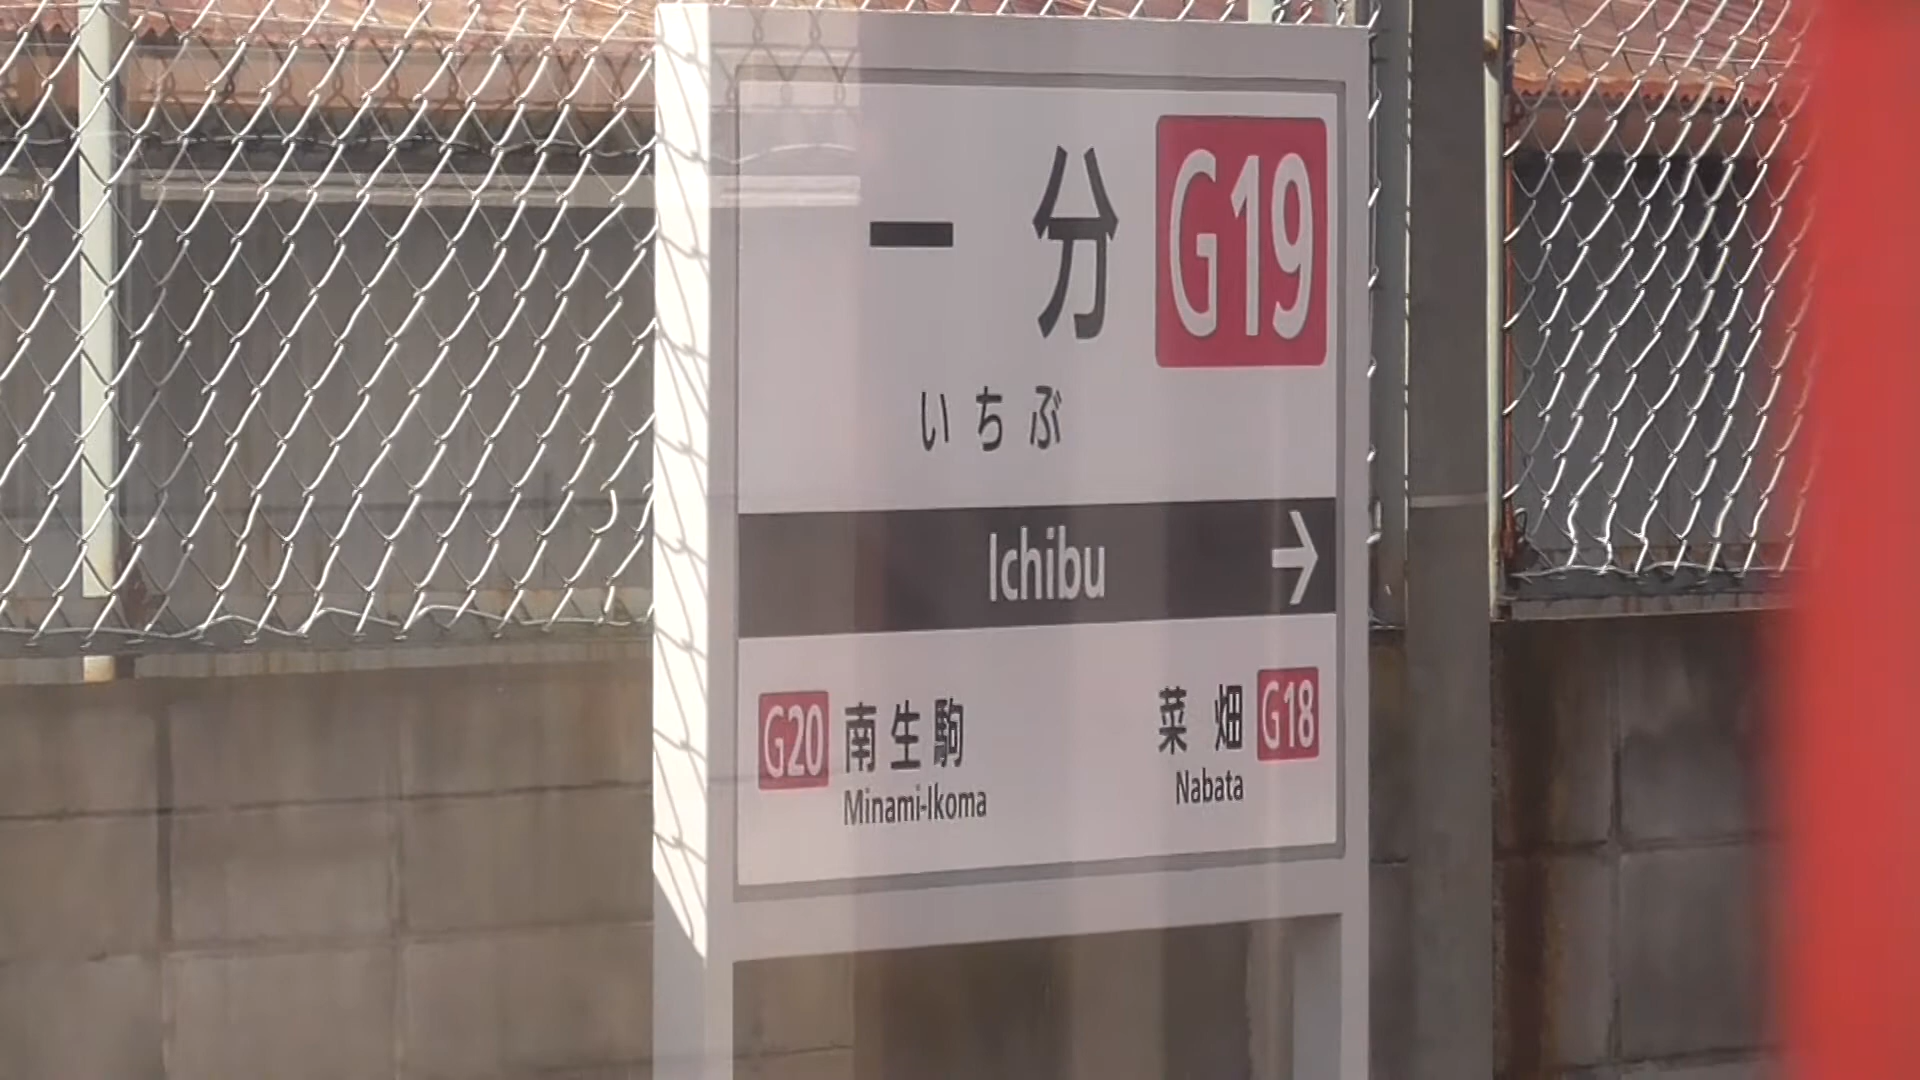 一分 G19
いちぶ
Ichibu →
G20 南生駒
Minami-Ikoma
菜畑 G18
Nabata